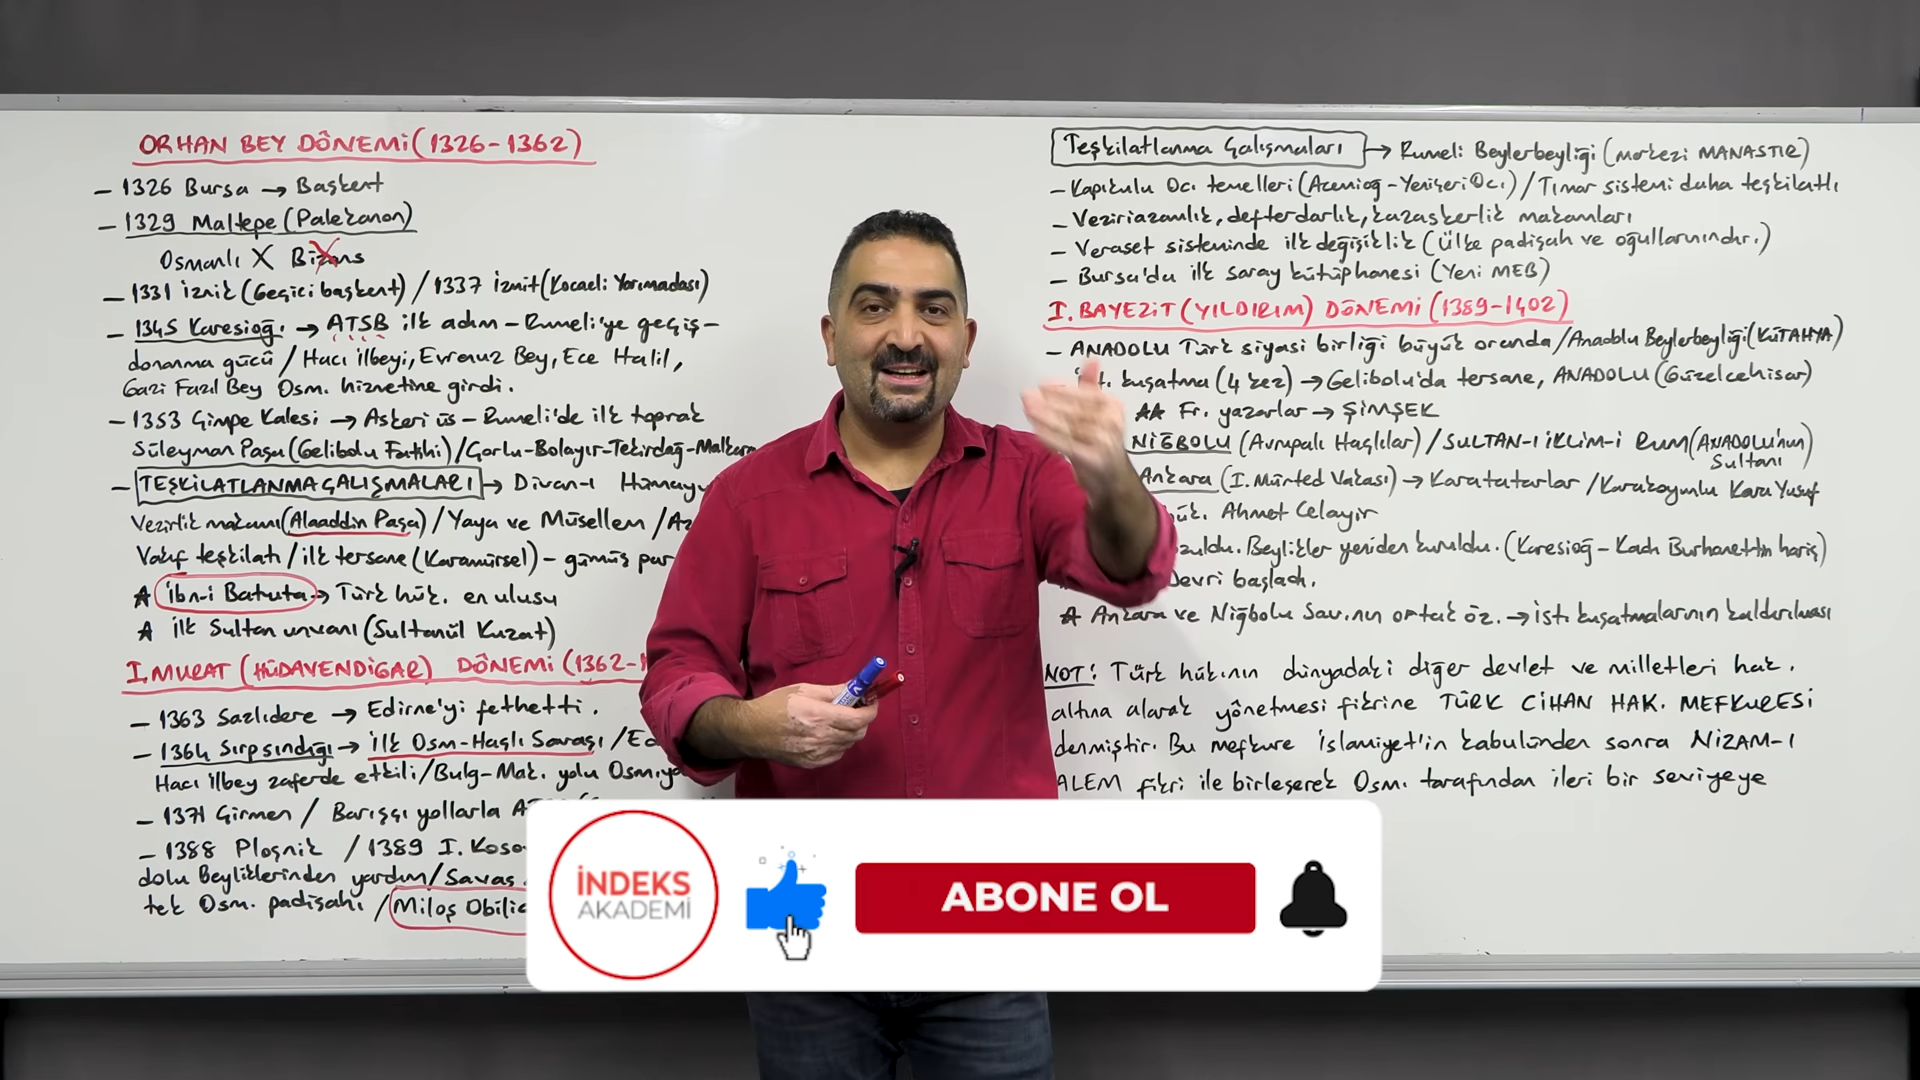 ORHAN BEY DÖNEMİ (1326-1362)
- 1326 Bursa → Başkent
- 1329 Maltepe (Palekanon)
Osmanlı X Bizans
- 1331 İznik (Geçici başkent) / 1337 İzmit (Kocaeli Yarımadası)
- 1345 Karesioğ. → ATSB ilk adım - Rumeli'ye geçiş -
donanma gücü / Hacı İlbeyi, Evrenuz Bey, Ece Halil,
Gazi Fazıl Bey Osm. hizmetine girdi.
- 1353 Çimpe Kalesi → Askeri üs - Rumeli'de ilk toprak
Süleyman Paşa (Gelibolu Fatihi) / Çorlu-Bolayır-Tekirdağ-Malkara
- TEŞKİLATLANMA ÇALIŞMALARI → Divan-ı Hümayu
Vezirlik makamı (Alaaddin Paşa) / Yaya ve Müsellem / Az
Vakıf teşkilatı / ilk tersane (Karamürsel) - gümüş par
A İbn-i Batuta → Türk hük. en ulusu
A İlk Sultan unvanı (Sultanül Kuzat)
I. MURAT (HÜDAVENDİGAR) DÖNEMİ (1362-1
- 1363 Sazlıdere → Edirne'yi fethetti.
- 1364 Sırpsındığı → İlk Osm-Haçlı Savaşı / Ed
Hacı İlbey zaferde etkili / Bulg-Mak. yolu Osm.ya
- 1371 Çirmen / Barışçı yollarla A
- 1388 Ploşnik / 1389 I. Koso
dolu Beyliklerinden yardım / Savaş
tek Osm. padişahı / Miloş Obiliç
Teşkilatlanma Çalışmaları → Rumeli Beylerbeyliği (merkezi MANASTIR)
- Kapıkulu Ocı temelleri (Acemioğ - Yeniçeri Ocı) / Tımar sistemi daha teşkilatlı
- Veziriazamlık, defterdarlık, kazaskerlik makamları
- Veraset sisteminde ilk değişiklik (Ülke padişah ve oğullarınındır.)
- Bursa'da ilk saray kütüphanesi (Yeni MEB)
I. BAYEZİT (YILDIRIM) DÖNEMİ (1389-1402)
- ANADOLU Türk siyasi birliği büyük oranda / Anadolu Beylerbeyliği (KÜTAHYA)
kuşatma (4 kez) → Gelibolu'da tersane, ANADOLU (Güzelcehisar)
AA Fr. yazarlar → ŞİMŞEK
NİĞBOLU (Avrupalı Haçlılar) / SULTAN-I İKLİM-İ RUM (ANADOLU'nun
Sultanı)
Ankara (I. Mürted Vakası) → Karatatarlar / Karakoyunlu Kara Yusuf
hük. Ahmet Celayir
ozuldu. Beylikler yeniden kuruldu. (Karesioğ - Kadı Burhanettin hariç)
Devri başladı.
A Ankara ve Niğbolu Sav.nın ortak öz. → İst. kuşatmalarının kaldırılması
NOT: Türk hük.nın dünyadaki diğer devlet ve milletleri hak.
altına alarak yönetmesi fikrine TÜRK CİHAN HAK. MEFKURESİ
denmiştir. Bu mefkure İslamiyet'in kabulünden sonra NİZAM-I
ALEM fikri ile birleşerek Osm. tarafından ileri bir seviyeye
İNDEKS
AKADEMİ
ABONE OL